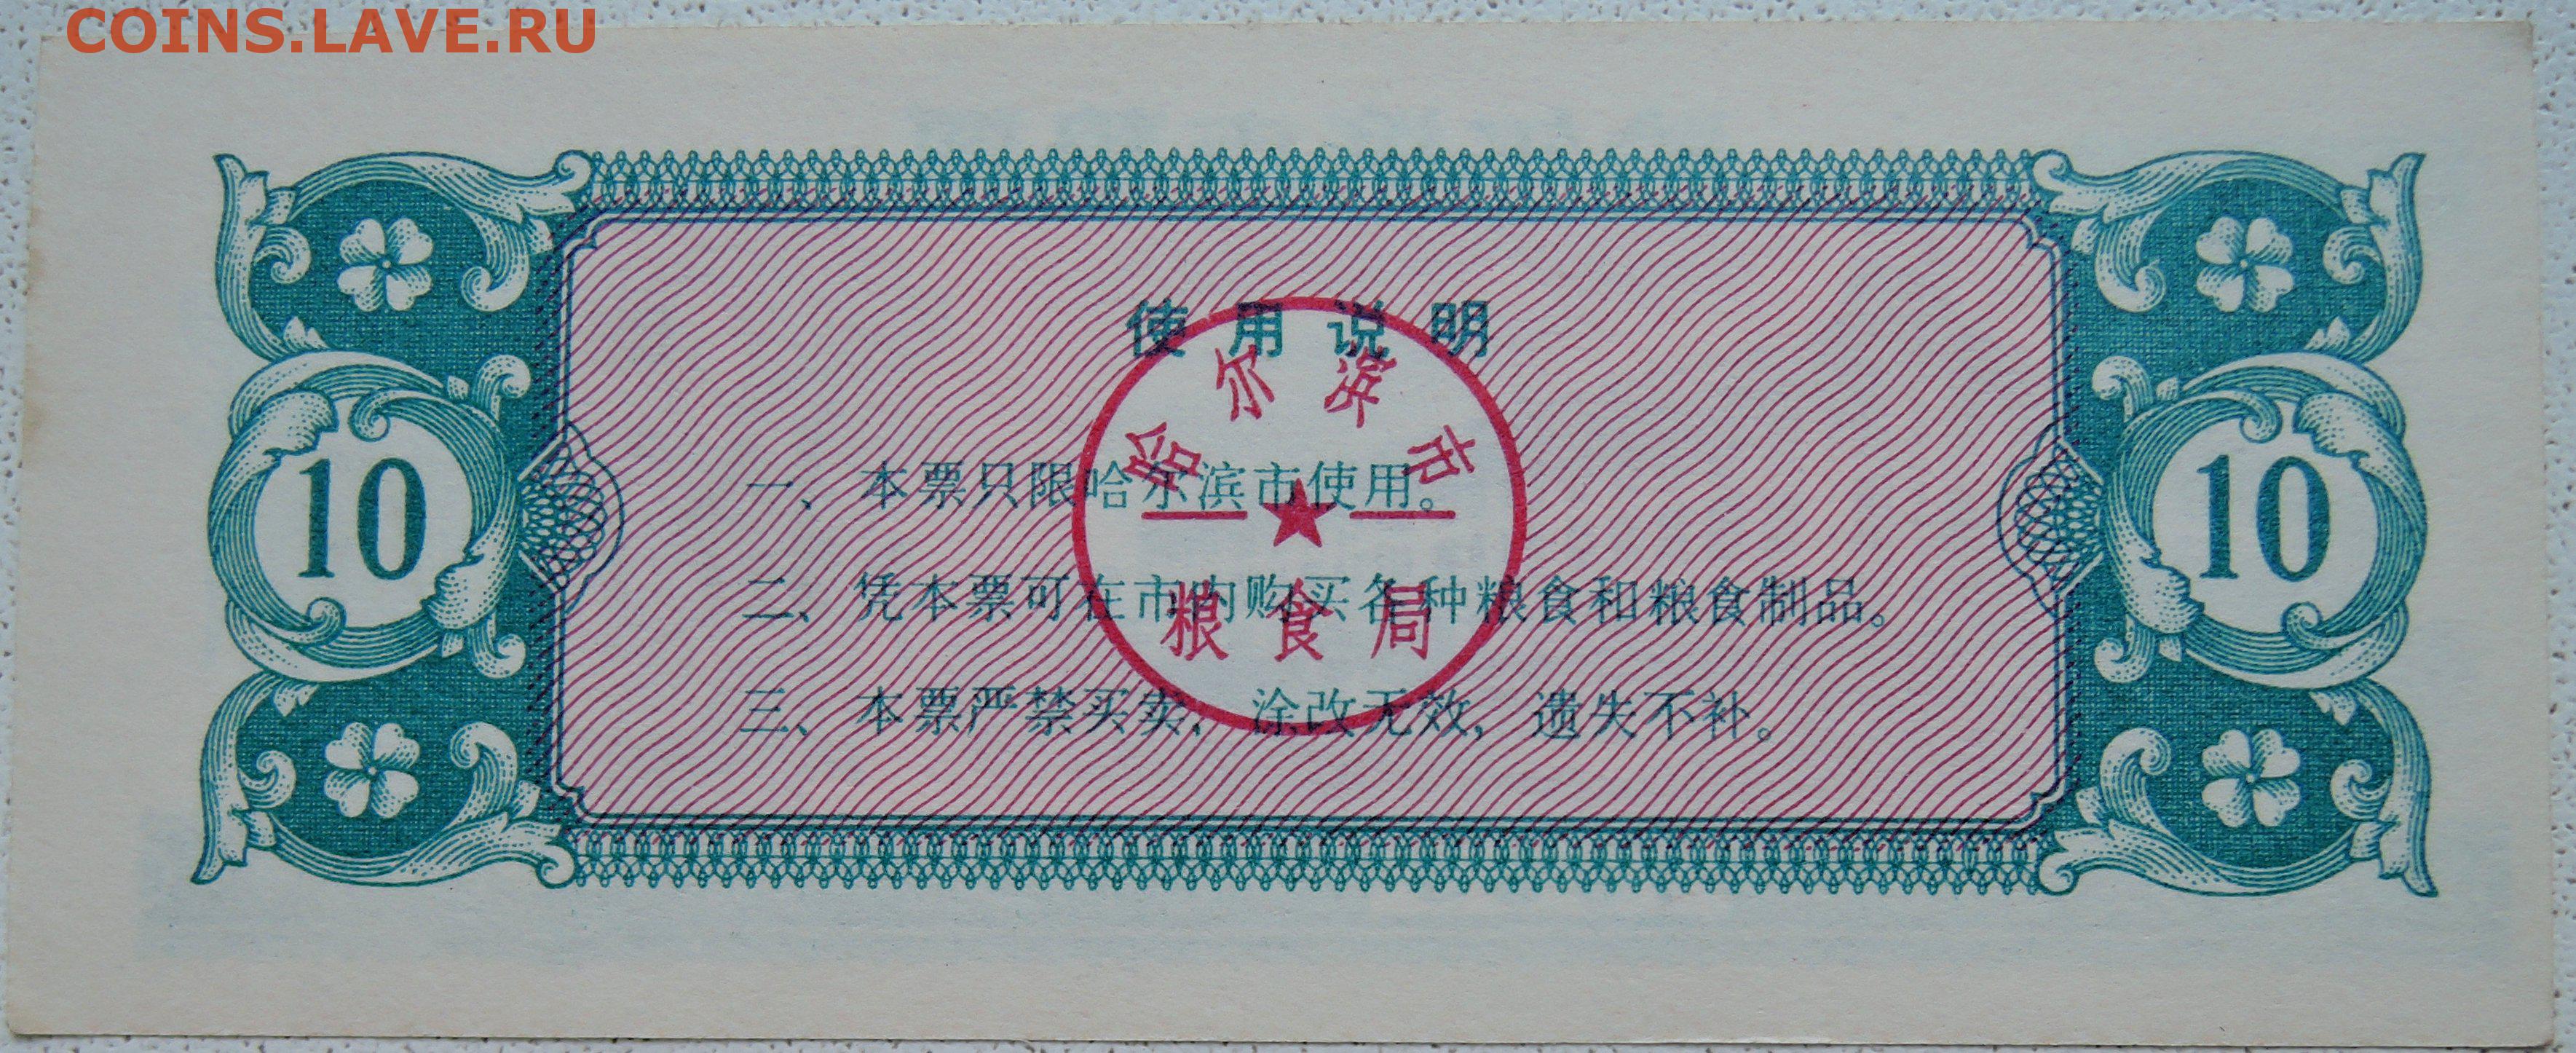 COINS.LAVE.RU
使用说明
哈尔滨市
一、本票只限哈尔滨市使用。
10
10
二、凭本票可在市内购买各种粮食和粮食制品。
粮食局
三、本票严禁买卖,涂改无效,遗失不补。